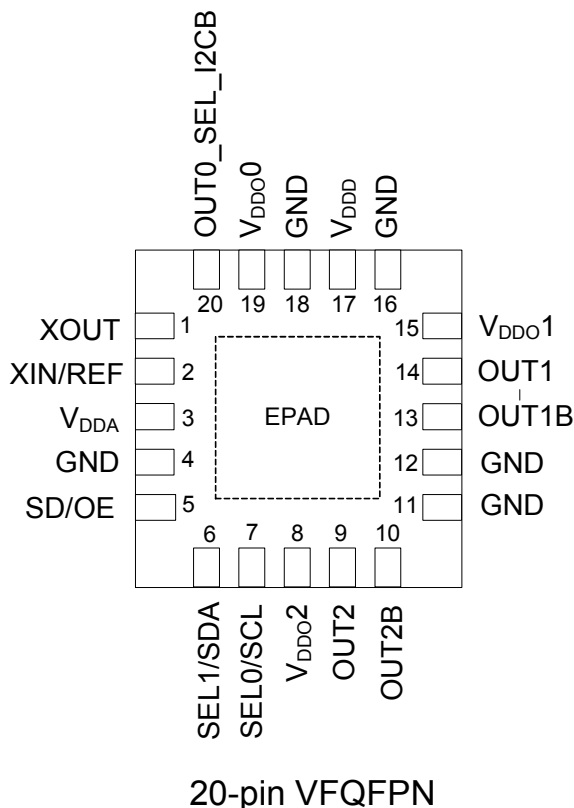 OUT0_SEL_I2CB
VDDO0
GND
VDDD
GND
20 19 18 17 16
XOUT 1
XIN/REF 2
VDDA 3
GND 4
SD/OE 5
EPAD
15 VDDO1
14 OUT1
13 OUT1B
12 GND
11 GND
6 7 8 9 10
SEL1/SDA
SEL0/SCL
VDDO2
OUT2
OUT2B
20-pin VFQFPN